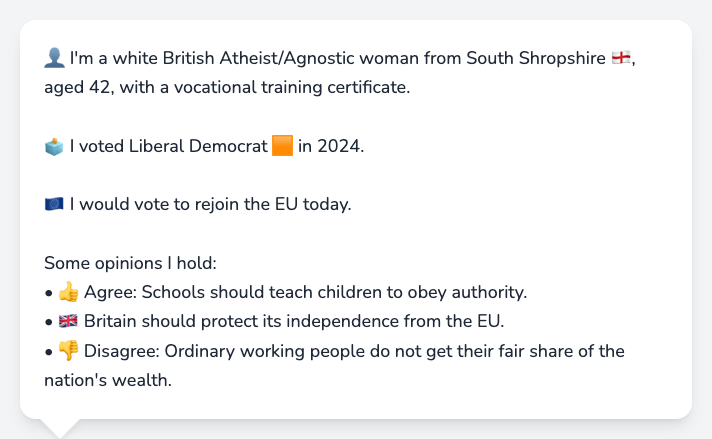 👤 I'm a white British Atheist/Agnostic woman from South Shropshire 🏴󠁧󠁢󠁥󠁮󠁧󠁿,
aged 42, with a vocational training certificate.
🗳️ I voted Liberal Democrat 🟧 in 2024.
🇪🇺 I would vote to rejoin the EU today.
Some opinions I hold:
• 👍 Agree: Schools should teach children to obey authority.
• 🇬🇧 Britain should protect its independence from the EU.
• 👎 Disagree: Ordinary working people do not get their fair share of the
nation's wealth.